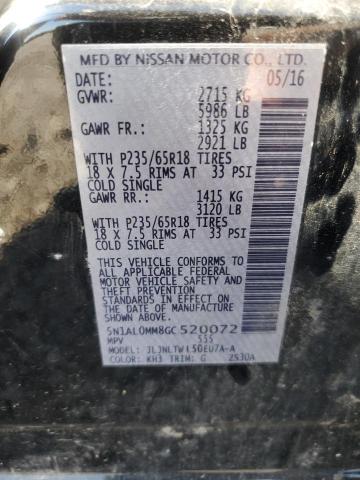 MFD BY NISSAN MOTOR CO., LTD.
DATE: 05/16
GVWR: 2715 KG
5986 LB
GAWR FR.: 1325 KG
2921 LB
WITH P235/65R18 TIRES
18 X 7.5 RIMS AT 33 PSI
COLD SINGLE
GAWR RR.: 1415 KG
3120 LB
WITH P235/65R18 TIRES
18 X 7.5 RIMS AT 33 PSI
COLD SINGLE
THIS VEHICLE CONFORMS TO
ALL APPLICABLE FEDERAL
MOTOR VEHICLE SAFETY
STANDARDS IN EFFECT ON
THE DATE OF MANUFACTURE
SHOWN ABOVE.
5N1AL0MM8GC520072
MPV 555
MODEL: JLJNLTWL50EU7A-A
COLOR: KH3 TRIM: G 2S30A